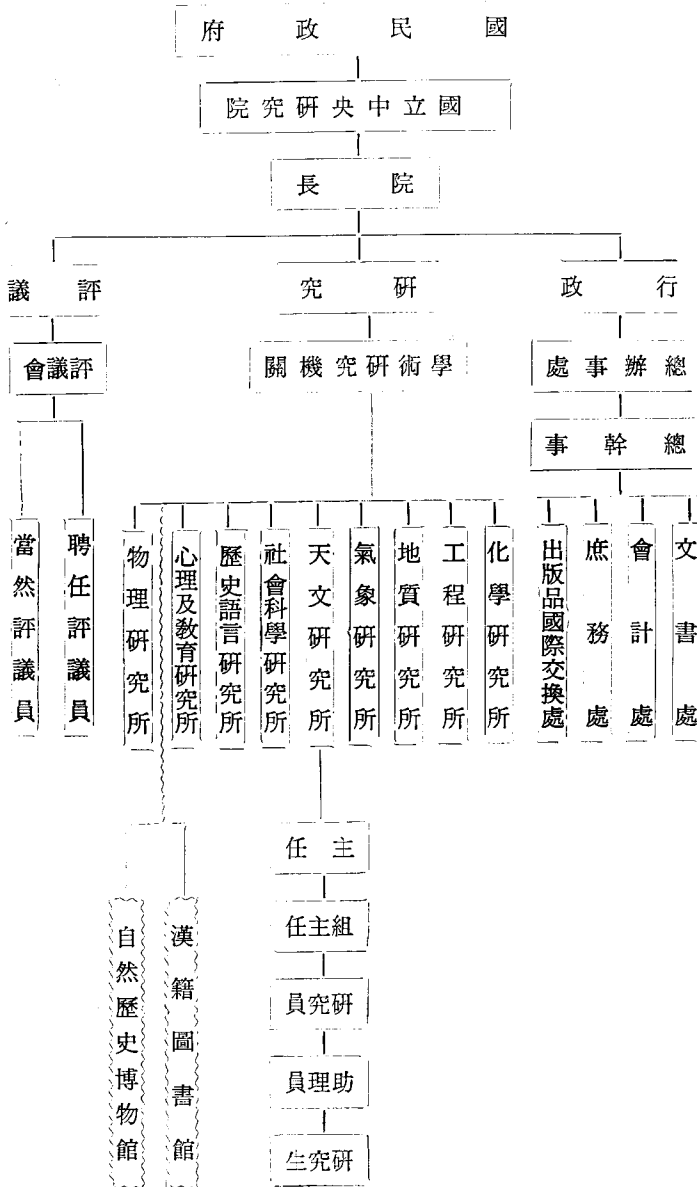 國民政府
國立中央研究院
院長
行政
研究
評議
總辦事處
學術研究機關
評議會
總幹事
文書處
會計處
庶務處
出版品國際交換處
化學研究所
工程研究所
地質研究所
氣象研究所
天文研究所
社會科學研究所
歷史語言研究所
心理及教育研究所
物理研究所
聘任評議員
當然評議員
主任
組主任
研究員
助理員
研究生
漢籍圖書館
自然歷史博物館